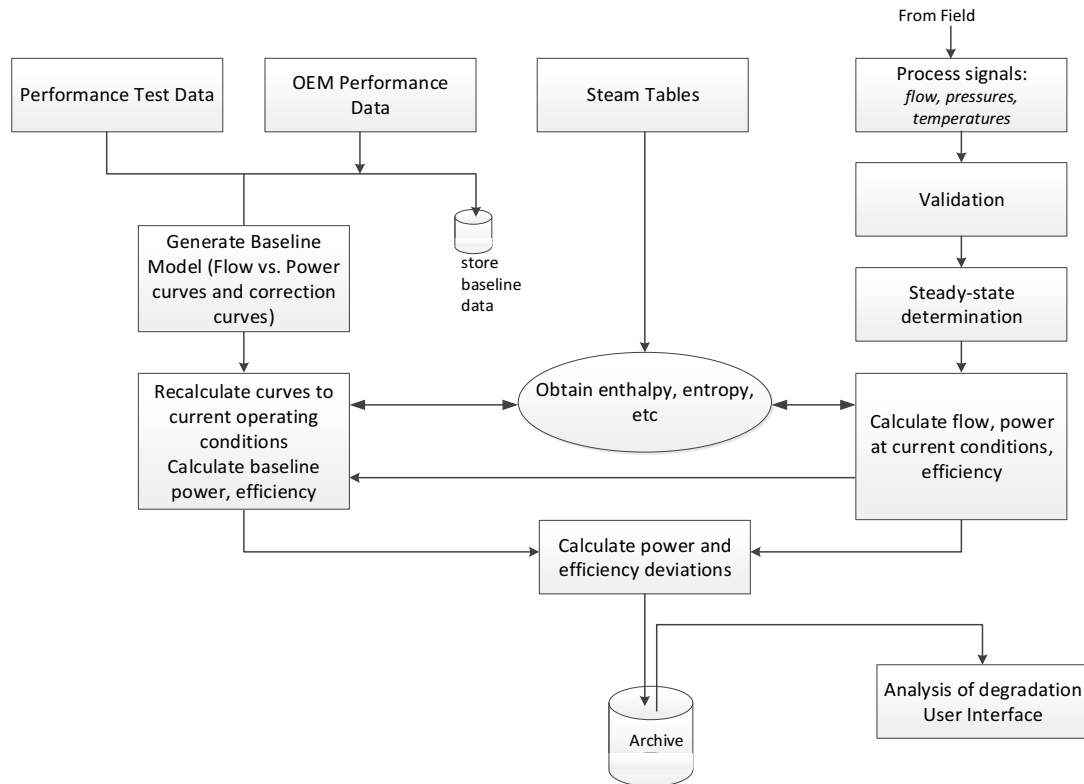 From Field
Performance Test Data
OEM Performance
Data
Steam Tables
Process signals:
flow, pressures,
temperatures
Validation
Generate Baseline
Model (Flow vs. Power
curves and correction
curves)
store
baseline
data
Steady-state
determination
Recalculate curves to
current operating
conditions
Calculate baseline
power, efficiency
Obtain enthalpy, entropy,
etc
Calculate flow, power
at current conditions,
efficiency
Calculate power and
efficiency deviations
Archive
Analysis of degradation
User Interface